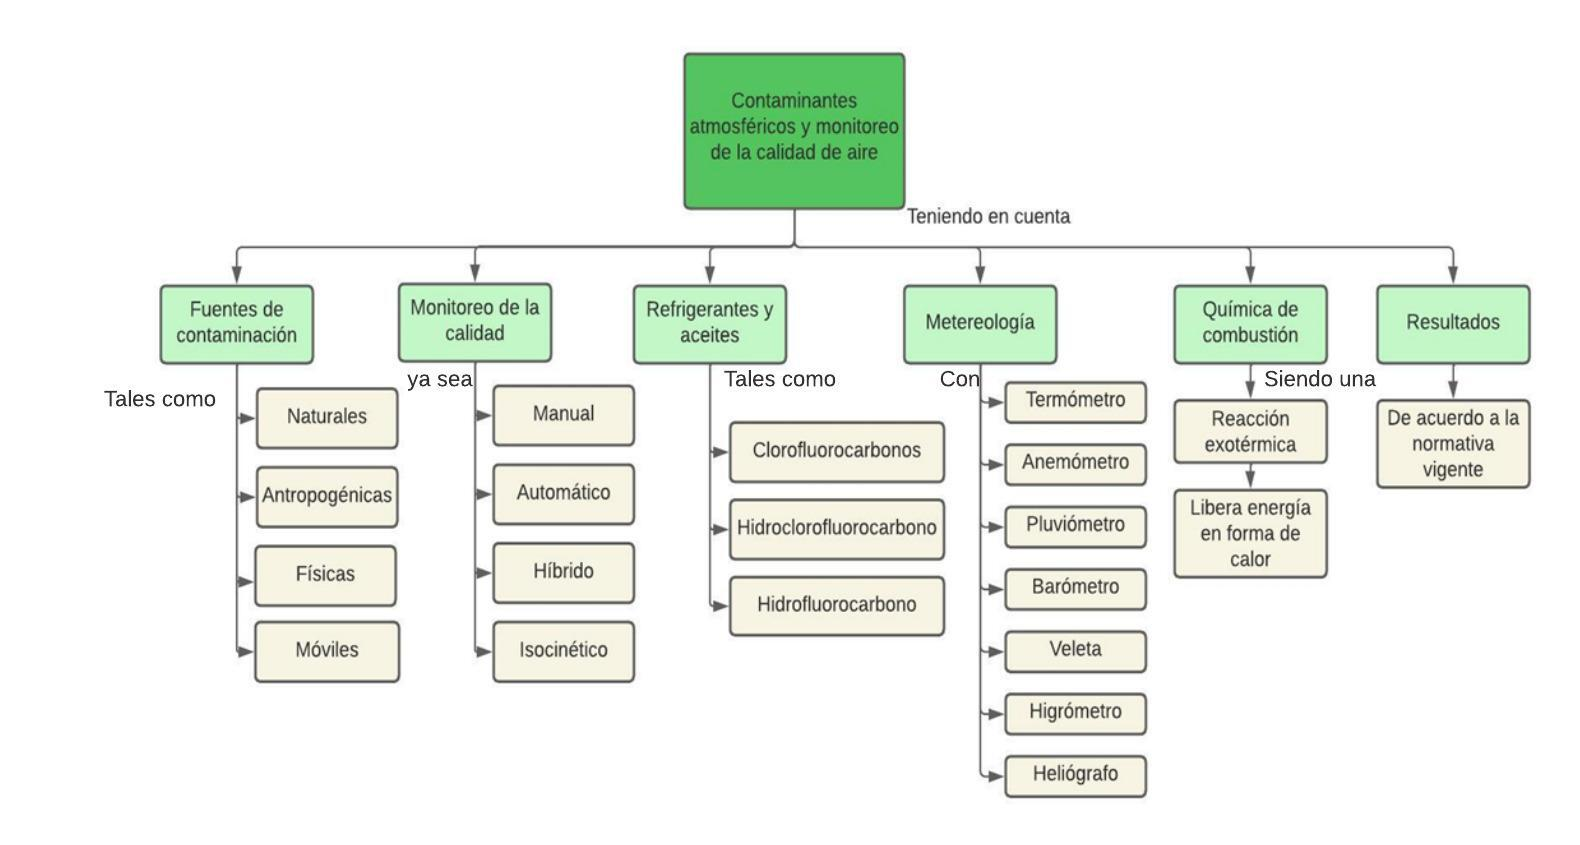 Contaminantes
atmosféricos y monitoreo
de la calidad de aire
Teniendo en cuenta
Fuentes de
contaminación
Tales como
Naturales
Antropogénicas
Físicas
Móviles
Monitoreo de la
calidad
ya sea
Manual
Automático
Híbrido
Isocinético
Refrigerantes y
aceites
Tales como
Clorofluorocarbonos
Hidroclorofluorocarbono
Hidrofluorocarbono
Metereología
Con
Termómetro
Anemómetro
Pluviómetro
Barómetro
Veleta
Higrómetro
Heliógrafo
Química de
combustión
Siendo una
Reacción
exotérmica
Libera energía
en forma de
calor
Resultados
De acuerdo a la
normativa
vigente